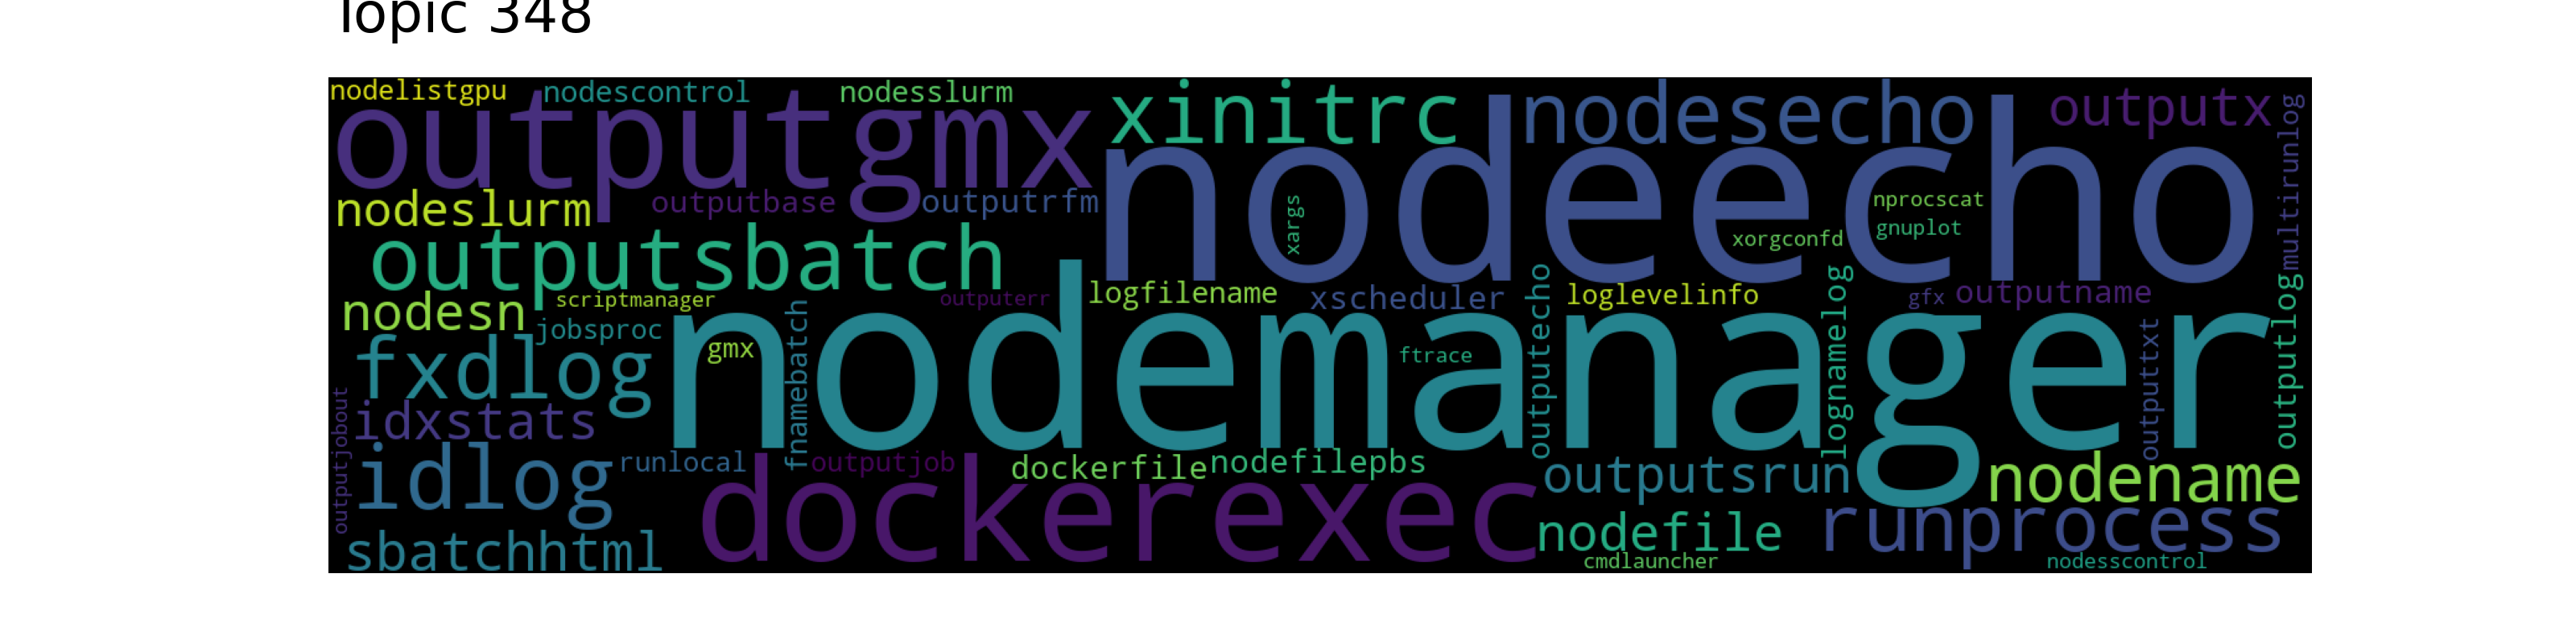 Topic 348
nodelistgpu
nodescontrol
nodesslurm
outputgmx
xinitrc
nodesecho
outputx
multirunlog
nodeecho
nodeslurm
outputbase
outputrfm
xargs
nprocscat
gnuplot
xorgconfd
outputsbatch
nodesn
scriptmanager
outputerr
logfilename
xscheduler
outputecho
loglevelinfo
lognamelog
gfx
outputname
outputlog
jobsproc
fxdlog
gmx
fnamebatch
nodemanager
ftrace
outputtxt
idxstats
outputjobout
idlog
runlocal
outputjob
dockerfile
nodefilepbs
outputsrun
nodename
dockerexec
sbatchhtml
nodefile
runprocess
cmdlauncher
nodesscontrol